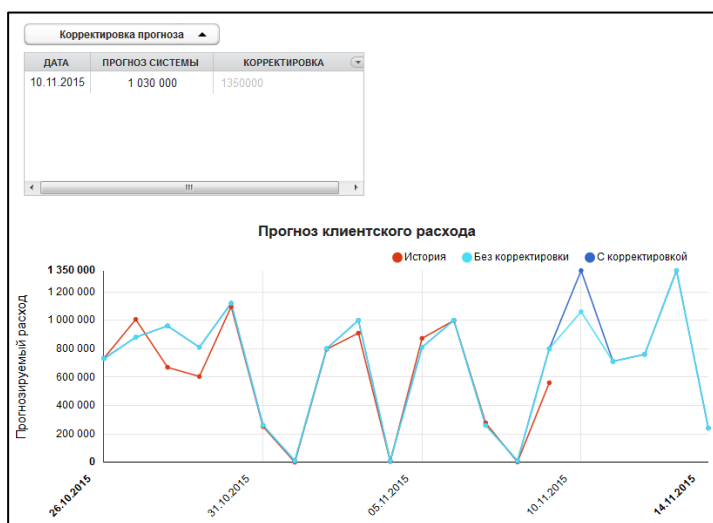 Корректировка прогноза
ДАТА ПРОГНОЗ СИСТЕМЫ КОРРЕКТИРОВКА
10.11.2015 1 030 000 1350000
Прогноз клиентского расхода
История Без корректировки С корректировкой
Прогнозируемый расход
1 350 000
1 200 000
1 000 000
800 000
600 000
400 000
200 000
0
26.10.2015 31.10.2015 05.11.2015 10.11.2015 14.11.2015